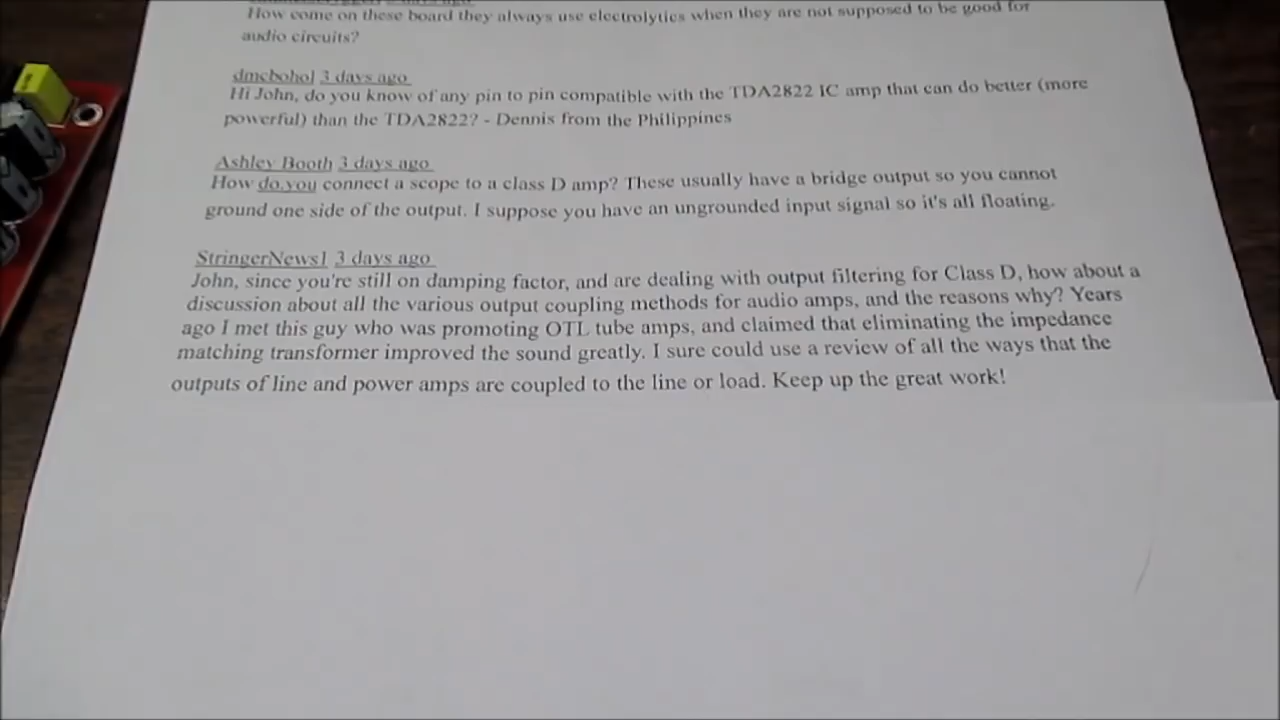 How come on these board they always use electrolytics when they are not supposed to be good for
audio circuits?
dmcbohol 3 days ago
Hi John, do you know of any pin to pin compatible with the TDA2822 IC amp that can do better (more
powerful) than the TDA2822? - Dennis from the Philippines
Ashley Booth 3 days ago
How do you connect a scope to a class D amp? These usually have a bridge output so you cannot
ground one side of the output. I suppose you have an ungrounded input signal so it's all floating.
StringerNews1 3 days ago
John, since you're still on damping factor, and are dealing with output filtering for Class D, how about a
discussion about all the various output coupling methods for audio amps, and the reasons why? Years
ago I met this guy who was promoting OTL tube amps, and claimed that eliminating the impedance
matching transformer improved the sound greatly. I sure could use a review of all the ways that the
outputs of line and power amps are coupled to the line or load. Keep up the great work!